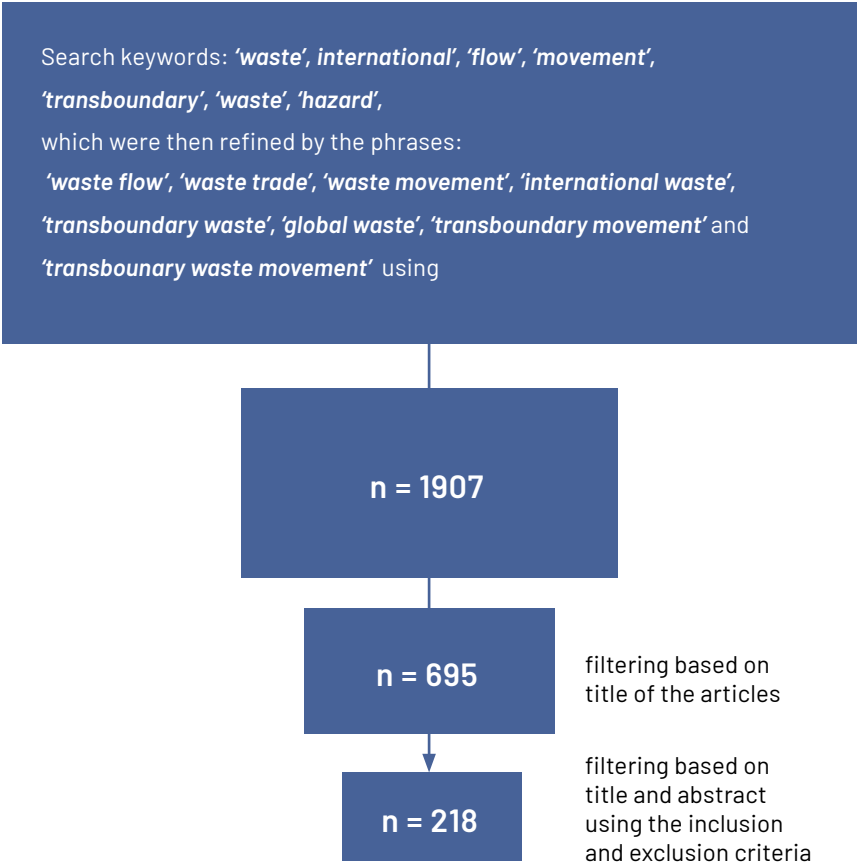 Search keywords: ‘waste’, international’, ‘flow’, ‘movement’,
‘transboundary’, ‘waste’, ‘hazard’,
which were then refined by the phrases:
‘waste flow’, ‘waste trade’, ‘waste movement’, ‘international waste’,
‘transboundary waste’, ‘global waste’, ‘transboundary movement’ and
‘transbounary waste movement’ using
n = 1907
n = 695
filtering based on
title of the articles
n = 218
filtering based on
title and abstract
using the inclusion
and exclusion criteria